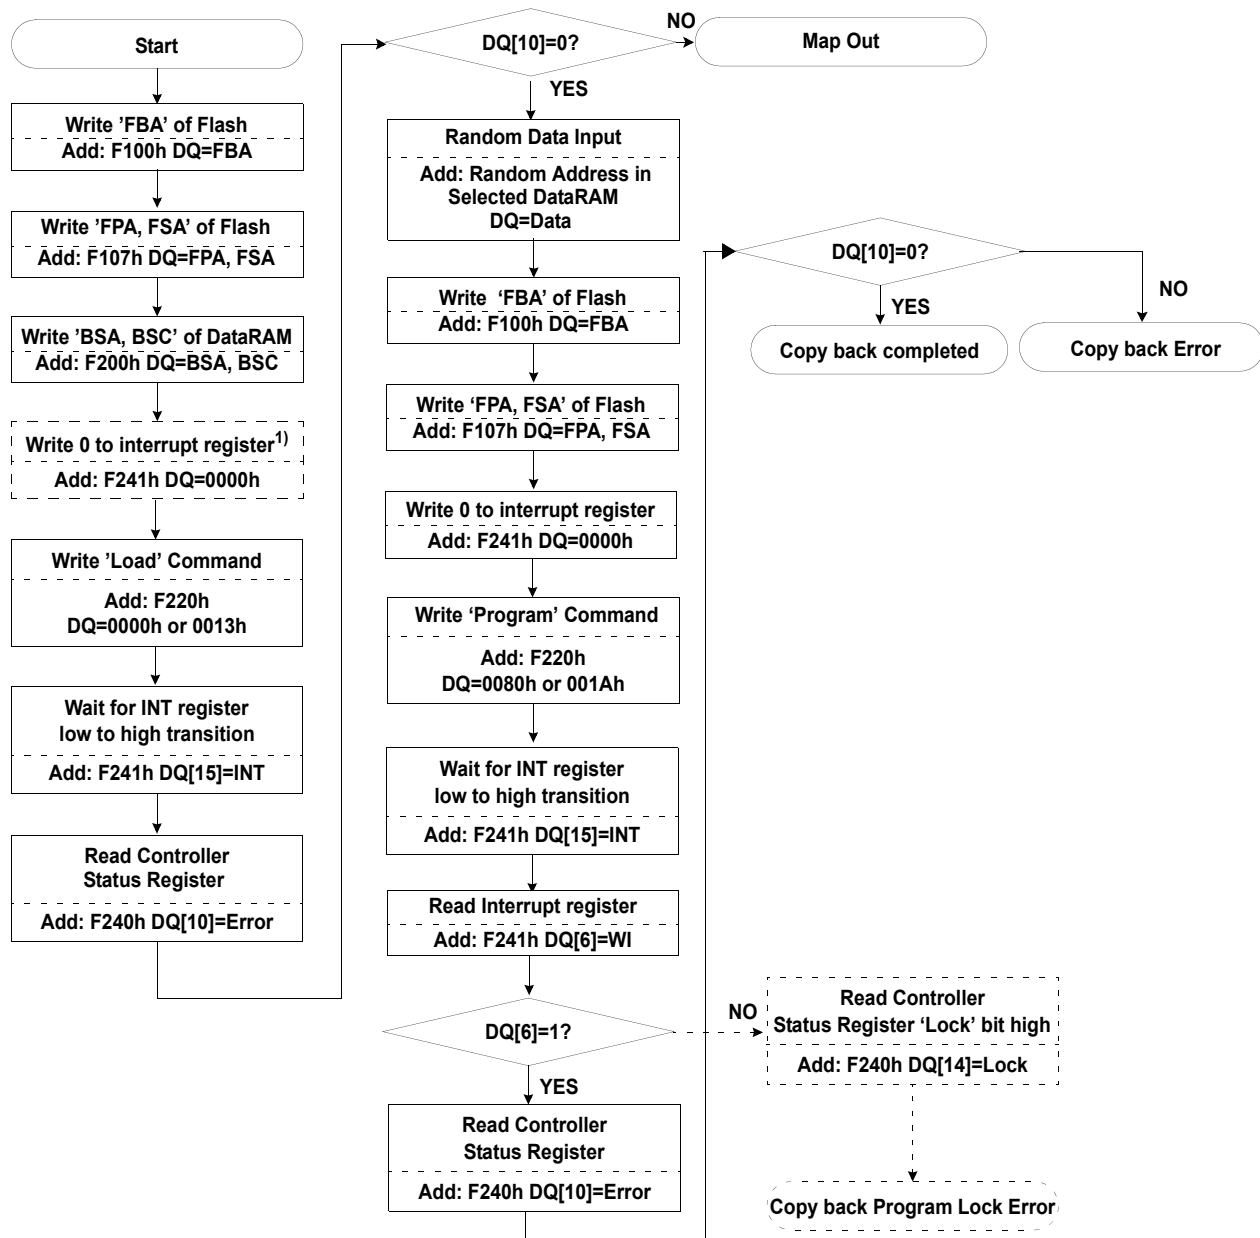 Start
Write ’FBA’ of Flash
Add: F100h DQ=FBA
Write ’FPA, FSA’ of Flash
Add: F107h DQ=FPA, FSA
Write ’BSA, BSC’ of DataRAM
Add: F200h DQ=BSA, BSC
Write 0 to interrupt register1)
Add: F241h DQ=0000h
Write ’Load’ Command
Add: F220h
DQ=0000h or 0013h
Wait for INT register
low to high transition
Add: F241h DQ[15]=INT
Read Controller
Status Register
Add: F240h DQ[10]=Error
DQ[10]=0?
NO
Map Out
YES
Random Data Input
Add: Random Address in
Selected DataRAM
DQ=Data
Write ‘FBA’ of Flash
Add: F100h DQ=FBA
Write ‘FPA, FSA’ of Flash
Add: F107h DQ=FPA, FSA
Write 0 to interrupt register
Add: F241h DQ=0000h
Write ‘Program’ Command
Add: F220h
DQ=0080h or 001Ah
Wait for INT register
low to high transition
Add: F241h DQ[15]=INT
Read Interrupt register
Add: F241h DQ[6]=WI
DQ[6]=1?
NO
YES
Read Controller
Status Register
Add: F240h DQ[10]=Error
Read Controller
Status Register ‘Lock’ bit high
Add: F240h DQ[14]=Lock
Copy back Program Lock Error
DQ[10]=0?
YES
NO
Copy back completed
Copy back Error